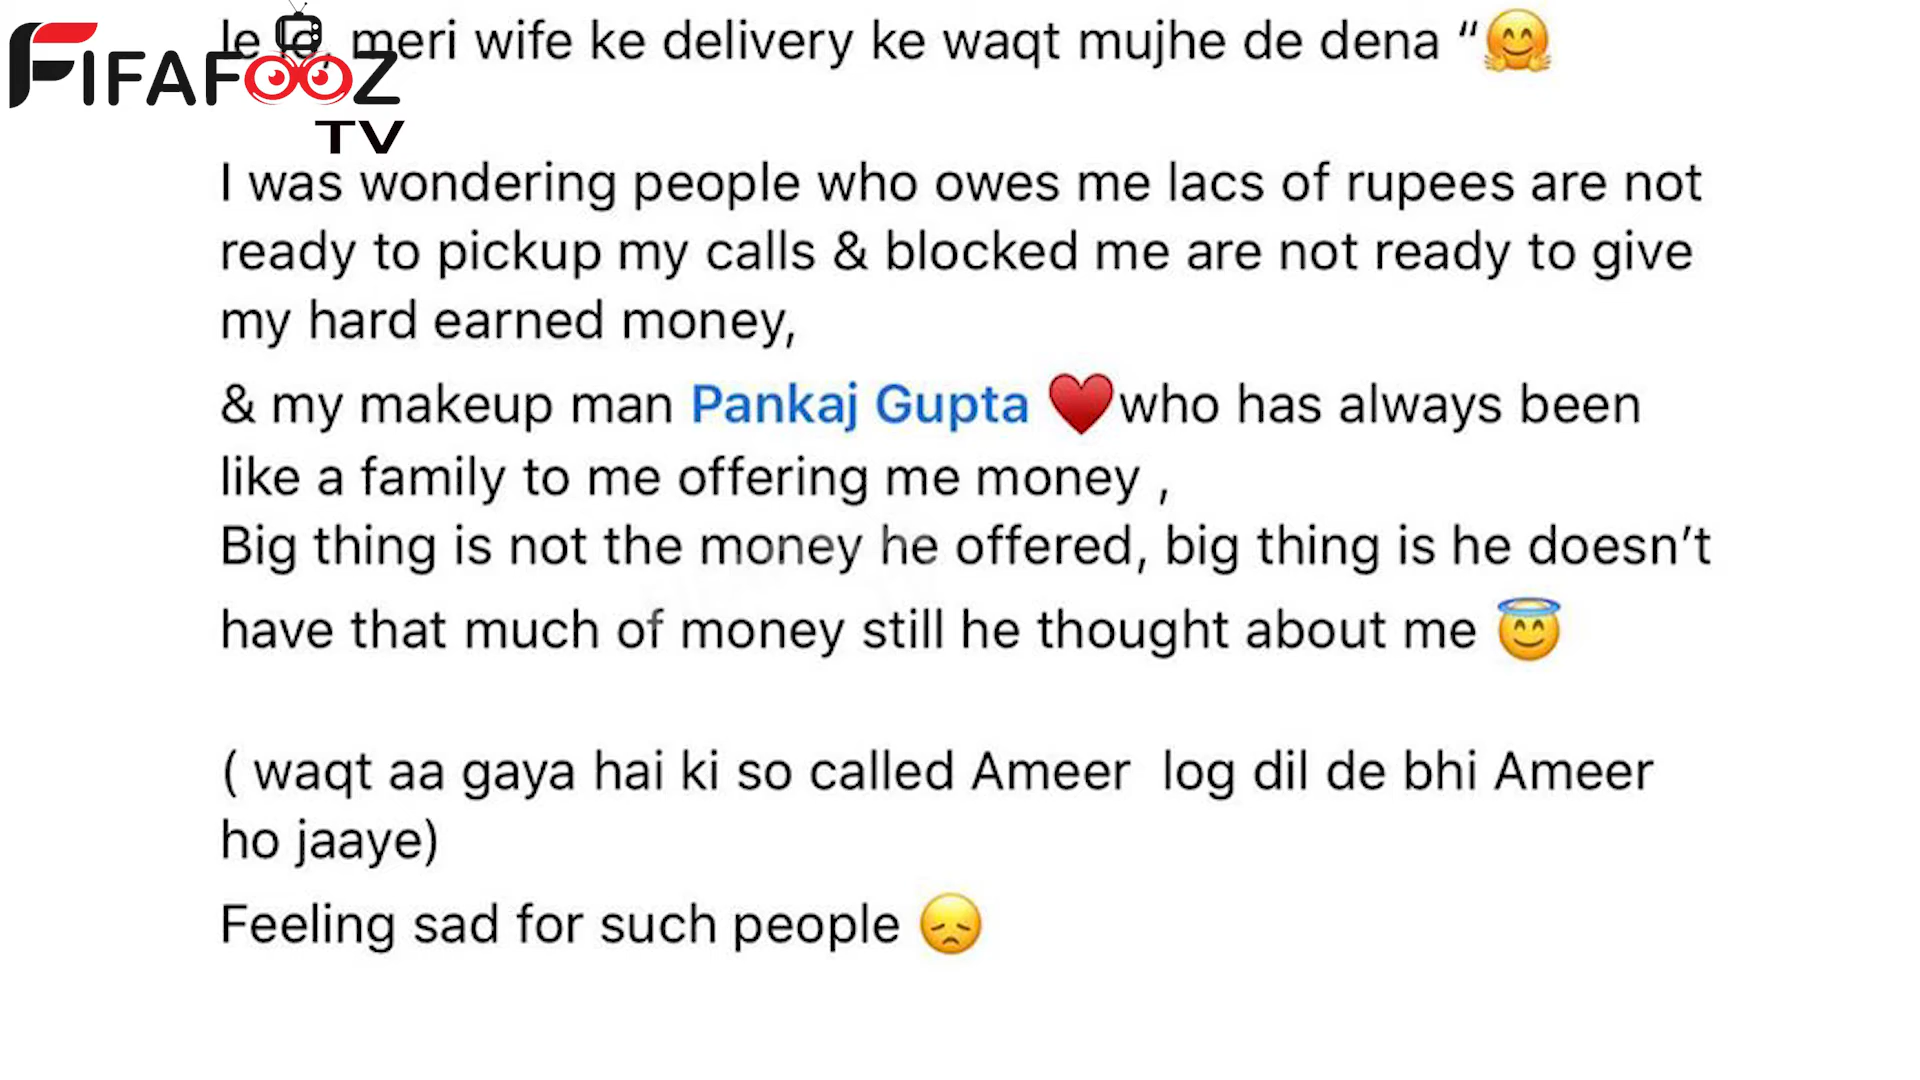 FIFAFOOZ
TV
le lo, meri wife ke delivery ke waqt mujhe de dena “🤗
I was wondering people who owes me lacs of rupees are not
ready to pickup my calls & blocked me are not ready to give
my hard earned money,
& my makeup man Pankaj Gupta ♥️who has always been
like a family to me offering me money ,
Big thing is not the money he offered, big thing is he doesn’t
have that much of money still he thought about me 😇
( waqt aa gaya hai ki so called Ameer  log dil de bhi Ameer
ho jaaye)
Feeling sad for such people 😞